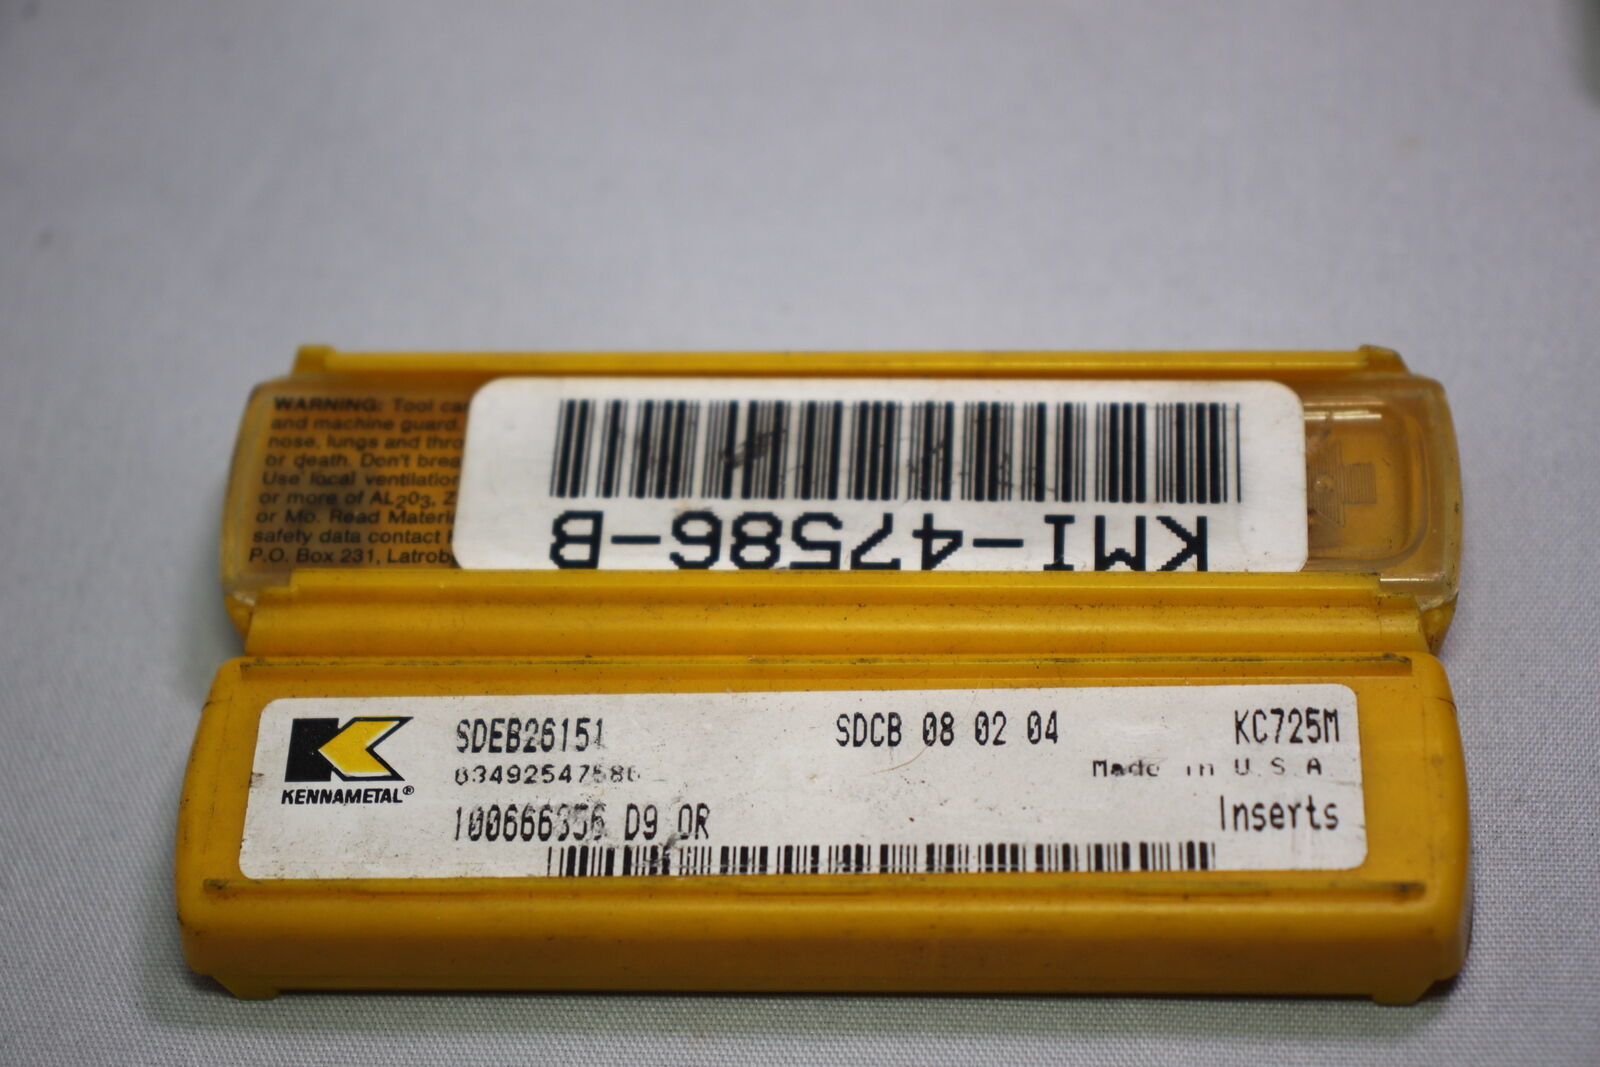 WARNING: Tool ca
and machine guard.
nose, lungs and thro
or death. Don't brea
Use local ventilation
or more of AL2O3, Z
or Mo. Read Materi
safety data contact
P.O. Box 231, Latrob
KMI-47586-B
KENNAMETAL®
SDEB26151 SDCB 08 02 04 KC725M
03492547586 Made in U.S.A
100666356 D9 OR Inserts